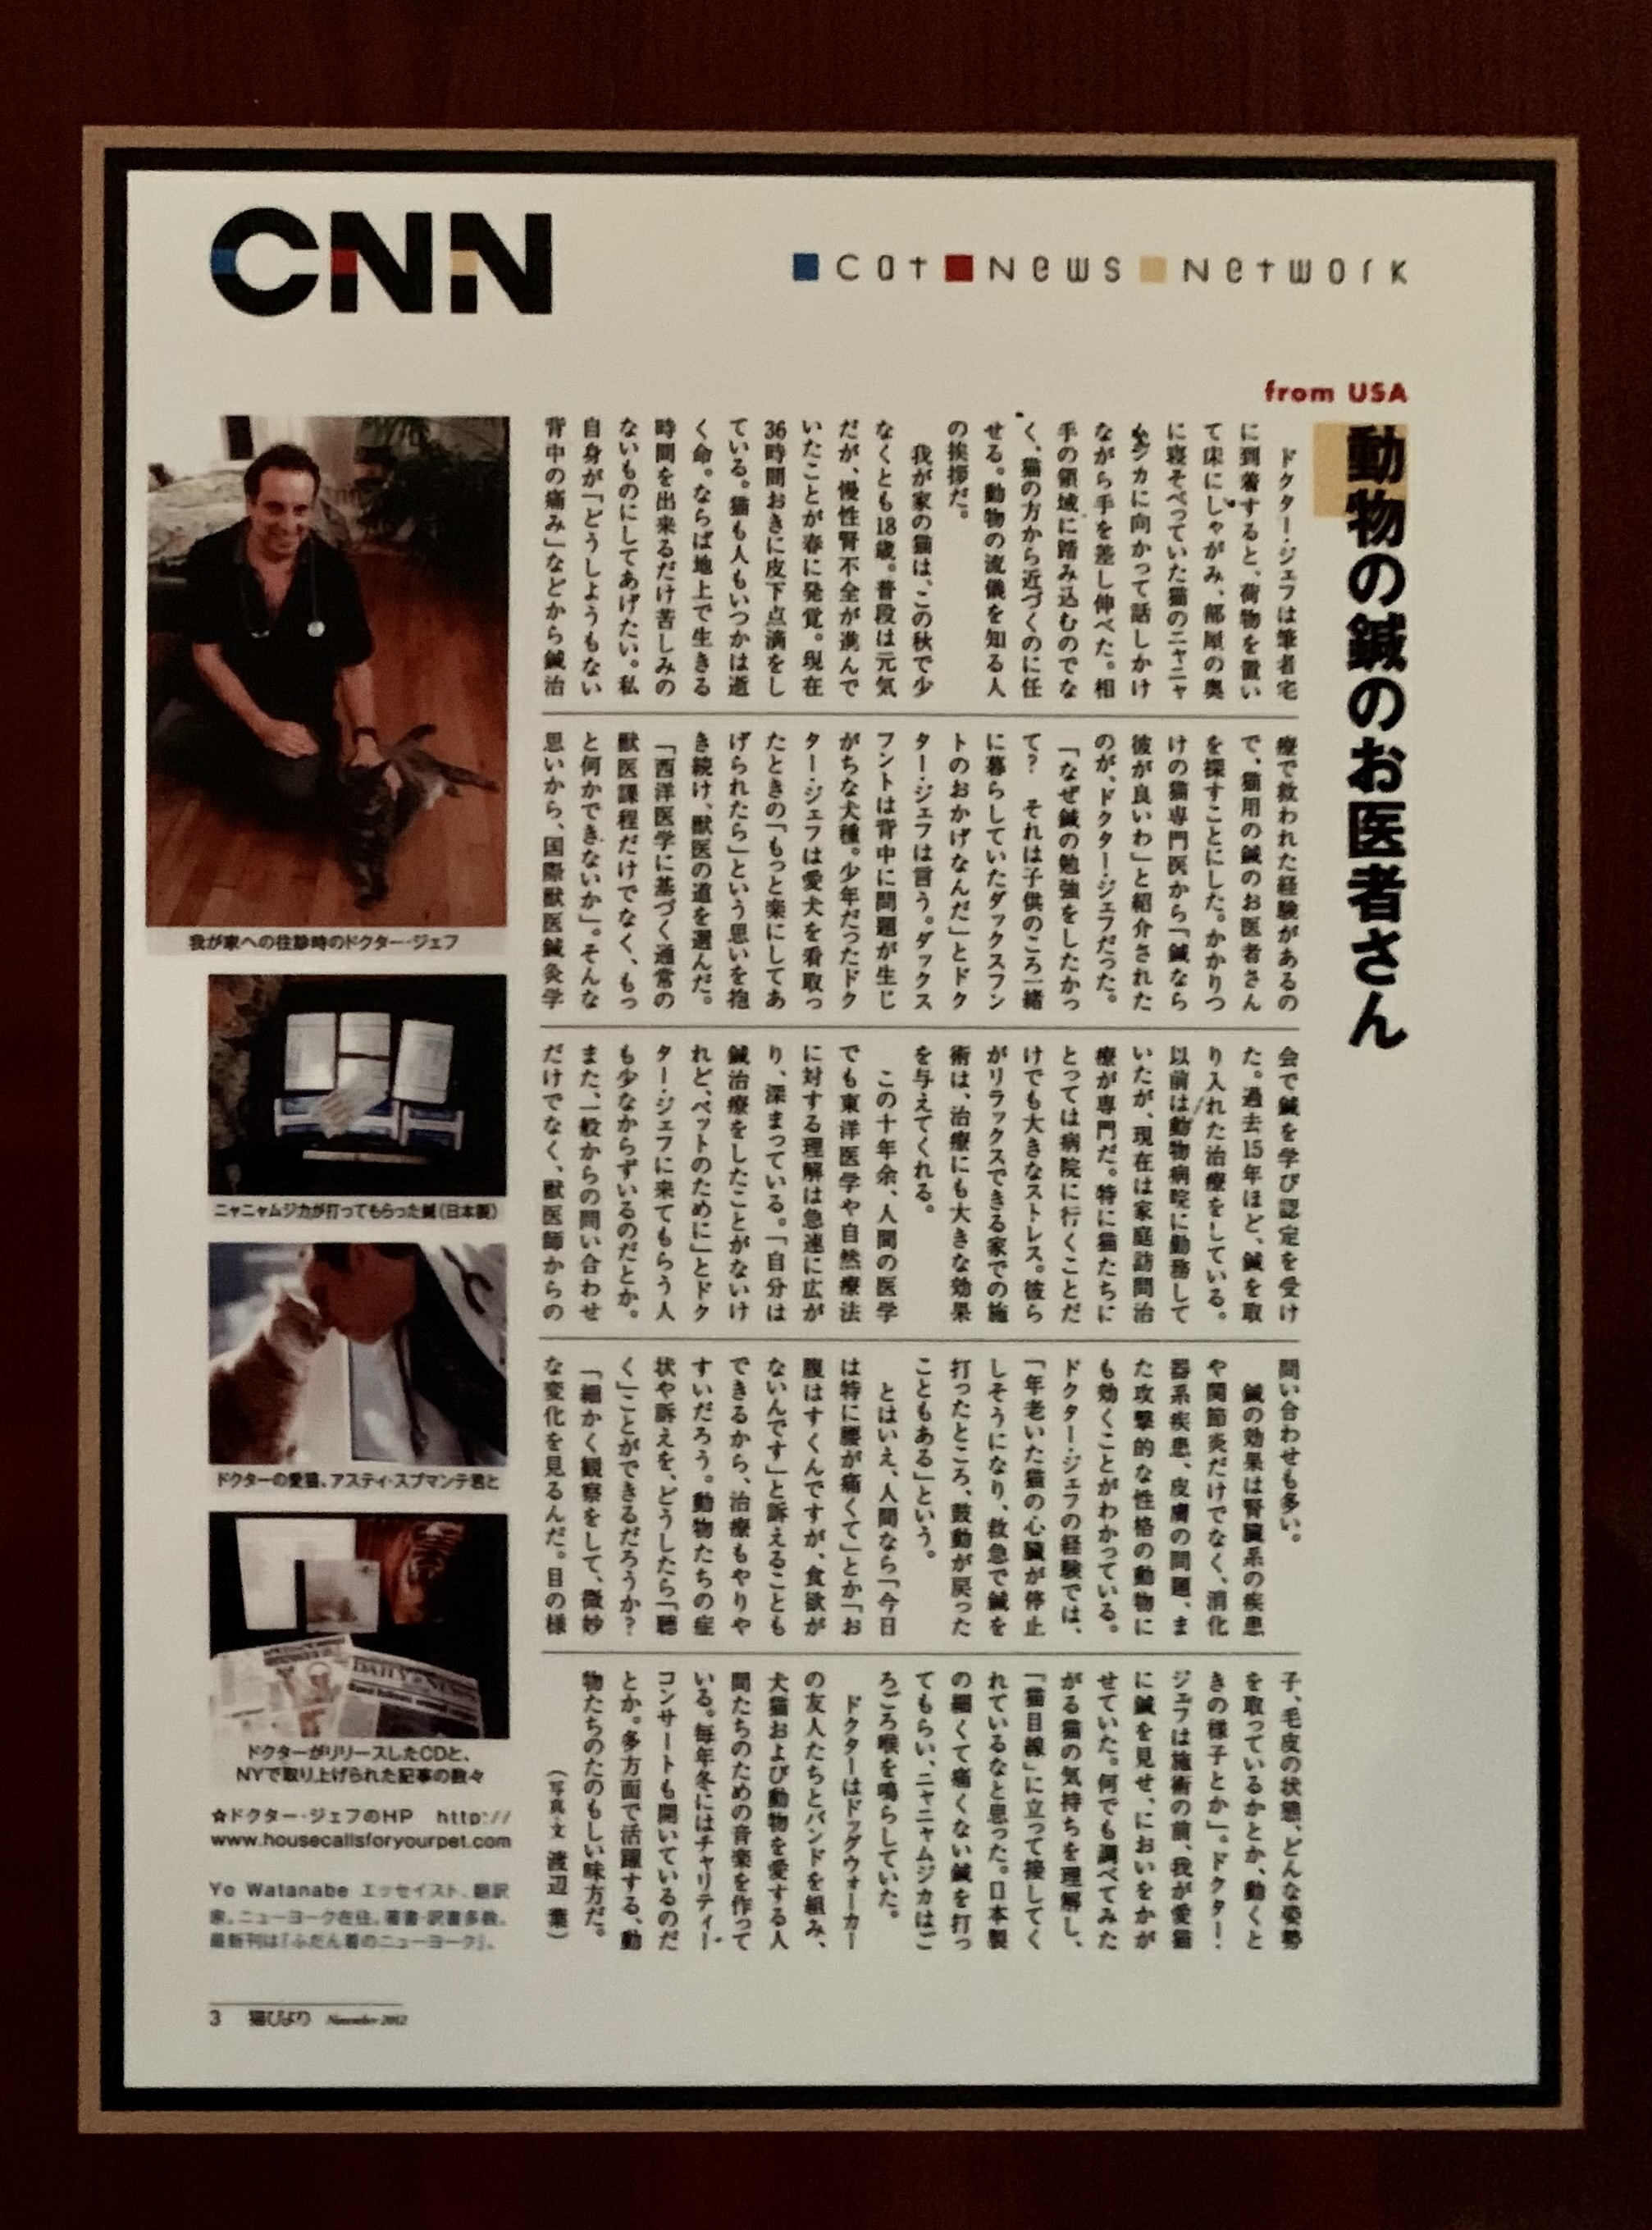 CNN
Cat News Network
from USA
動物の鍼のお医者さん
ドクター・ジェフは筆者宅
に到着すると、荷物を置い
て床にしゃがみ、部屋の奥
に寝そべっていた猫のニャニャ
ムジカに向かって話しかけ
ながら手を差し伸べた。相
手の領域に踏み込むのでな
く、猫の方から近づくのに任
せる。動物の流儀を知る人
の挨拶だ。
我が家の猫は、この秋で少
なくとも18歳。普段は元気
だが、慢性腎不全が進んで
いたことが春に発覚。現在
36時間おきに皮下点滴をし
ている。猫も人もいつかは逝
く命。ならば地上で生きる
時間を出来るだけ苦しみの
ないものにしてあげたい。私
自身が「どうしようもない
背中の痛み」などから鍼治
療で救われた経験があるの
で、猫用の鍼のお医者さん
を探すことにした。かかりつ
けの猫専門医から「鍼なら
彼が良いわ」と紹介された
のが、ドクター・ジェフだった。
「なぜ鍼の勉強をしたかっ
て？　それは子供のころ一緒
に暮らしていたダックスフン
トのおかげなんだ」とドク
ター・ジェフは言う。ダックス
フントは背中に問題が生じ
がちな犬種。少年だったドク
ター・ジェフは愛犬を看取っ
たときの「もっと楽にしてあ
げられたら」という思いを抱
き続け、獣医の道を選んだ。
「西洋医学に基づく通常の
獣医課程だけでなく、もっ
と何かできないか」。そんな
思いから、国際獣医鍼灸学
会で鍼を学び認定を受け
た。過去15年ほど、鍼を取
り入れた治療をしている。
以前は動物病院に勤務して
いたが、現在は家庭訪問治
療が専門だ。特に猫たちに
とっては病院に行くことだ
けでも大きなストレス。彼ら
がリラックスできる家での施
術は、治療にも大きな効果
を与えてくれる。
この十年余、人間の医学
でも東洋医学や自然療法
に対する理解は急速に広が
り、深まっている。「自分は
鍼治療をしたことがないけ
れど、ペットのために」とドク
ター・ジェフに来てもらう人
も少なからずいるのだとか。
また、一般からの問い合わせ
だけでなく、獣医師からの
問い合わせも多い。
鍼の効果は腎臓系の疾患
や関節炎だけでなく、消化
器系疾患、皮膚の問題、ま
た攻撃的な性格の動物に
も効くことがわかっている。
ドクター・ジェフの経験では、
「年老いた猫の心臓が停止
しそうになり、救急で鍼を
打ったところ、鼓動が戻った
こともある」という。
とはいえ、人間なら「今日
は特に腰が痛くて」とか「お
腹はすくんですが、食欲が
ないんです」と訴えることも
できるから、治療もやりや
すいだろう。動物たちの症
状や訴えを、どうしたら「聴
く」ことができるだろうか？
「細かく観察をして、微妙
な変化を見るんだ。目の様
子、毛皮の状態、どんな姿勢
を取っているかとか、動くと
きの様子とか」。ドクター・
ジェフは施術の前、我が愛猫
に鍼を見せ、においをかが
せていた。何でも調べてみた
がる猫の気持ちを理解し、
「猫目線」に立って接してく
れているなと思った。日本製
の細くて痛くない鍼を打っ
てもらい、ニャニャムジカはご
ろごろ喉を鳴らしていた。
ドクターはドッグウォーカー
の友人たちとバンドを組み、
犬猫および動物を愛する人
間たちのための音楽を作って
いる。毎年冬にはチャリティー
コンサートも開いているのだ
とか。多方面で活躍する、動
物たちのたのもしい味方だ。
（写真・文　渡辺　葉）
我が家への往診時のドクター・ジェフ
ニャニャムジカが打ってもらった鍼（日本製）
ドクターの愛猫、アスティ・スプマンテ君と
DAILY NEWS
ドクターがリリースしたCDと、
NYで取り上げられた記事の数々
☆ドクター・ジェフのHP　http://
www.housecallsforyourpet.com
Yo Watanabe　エッセイスト、翻訳
家。ニューヨーク在住。著書・訳書多数。
最新刊は『ふだん着のニューヨーク』。
3　猫びより　November 2012